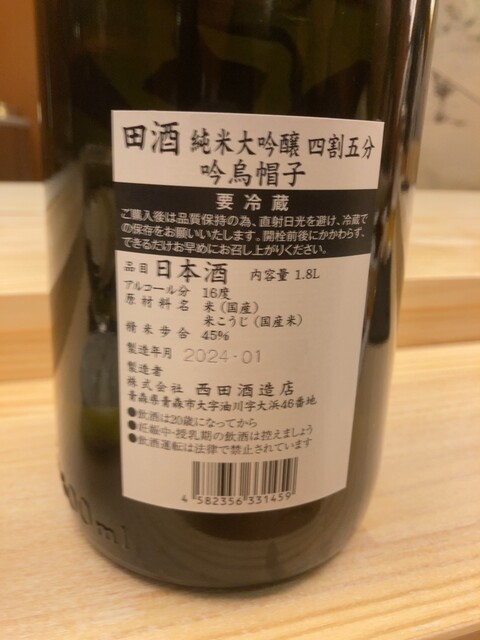 田酒 純米大吟醸 四割五分
吟烏帽子
要冷蔵
ご購入後は品質保持の為、直射日光を避け、冷蔵で
の保存をお願いいたします。開栓前後にかかわらず、
できるだけお早めにお召し上がりください。
品目 日本酒 内容量 1.8L
アルコール分 16度
原材料名 米（国産）
米こうじ（国産米）
精米歩合 45%
製造年月 2024-01
製造者
株式会社 西田酒造店
青森県青森市大字油川字大浜46番地
●飲酒は20歳になってから
●妊娠中・授乳期の飲酒は控えましょう
●飲酒運転は法律で禁止されています
4 582356 331459